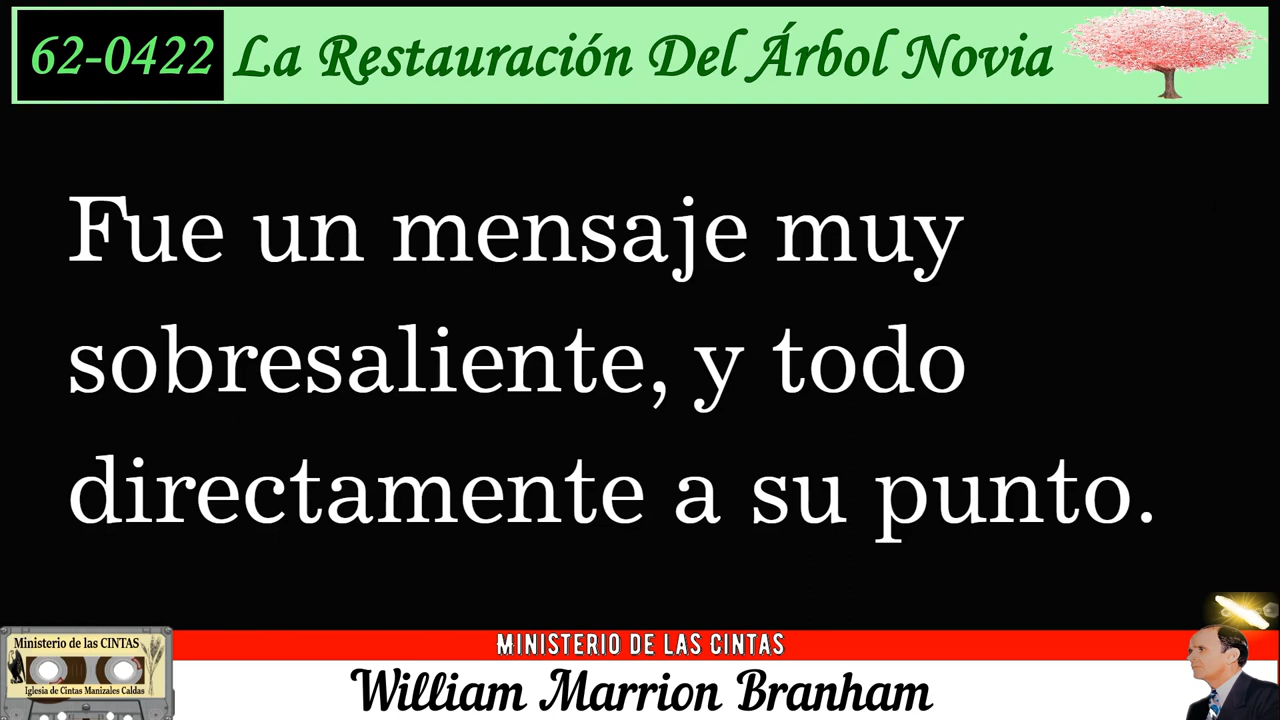 62-0422 La Restauración Del Árbol Novia
Fue un mensaje muy
sobresaliente, y todo
directamente a su punto.
MINISTERIO DE LAS CINTAS
Ministerio de las CINTAS
Iglesia de Cintas Manizales Caldas
William Marrion Branham